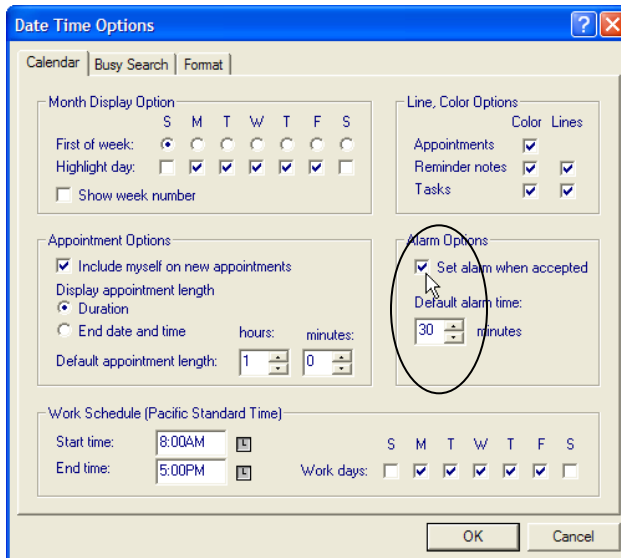 Date Time Options
Calendar Busy Search Format
Month Display Option
S M T W T F S
First of week:
Highlight day:
Show week number
Line, Color Options
Color Lines
Appointments
Reminder notes
Tasks
Appointment Options
Include myself on new appointments
Display appointment length
Duration
End date and time
hours: minutes:
Default appointment length: 1 0
Alarm Options
Set alarm when accepted
Default alarm time:
30 minutes
Work Schedule (Pacific Standard Time)
Start time: 8:00AM
S M T W T F S
End time: 5:00PM
Work days:
OK Cancel